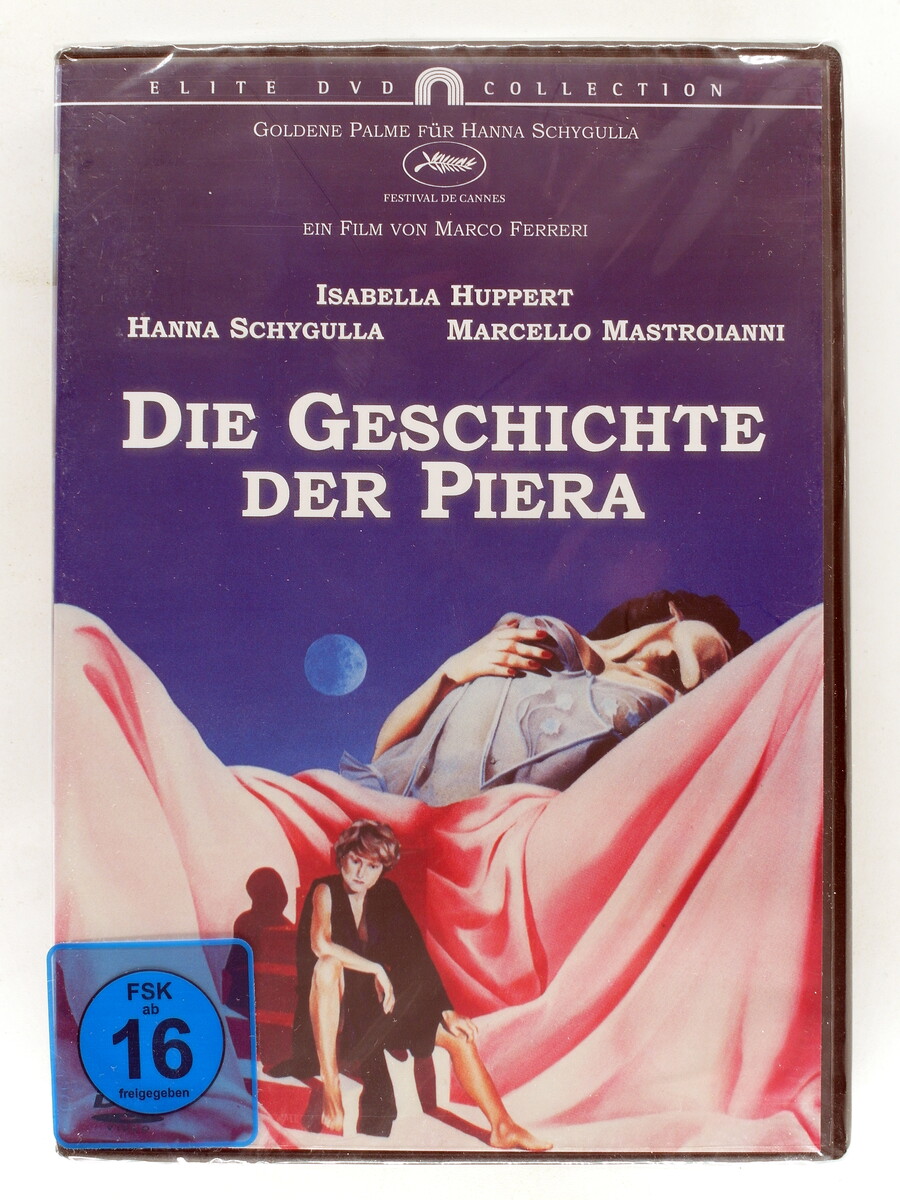 ELITE DVD COLLECTION
GOLDENE PALME FÜR HANNA SCHYGULLA
FESTIVAL DE CANNES
EIN FILM VON MARCO FERRERI
ISABELLA HUPPERT
HANNA SCHYGULLA MARCELLO MASTROIANNI
DIE GESCHICHTE
DER PIERA
FSK
ab
16
freigegeben